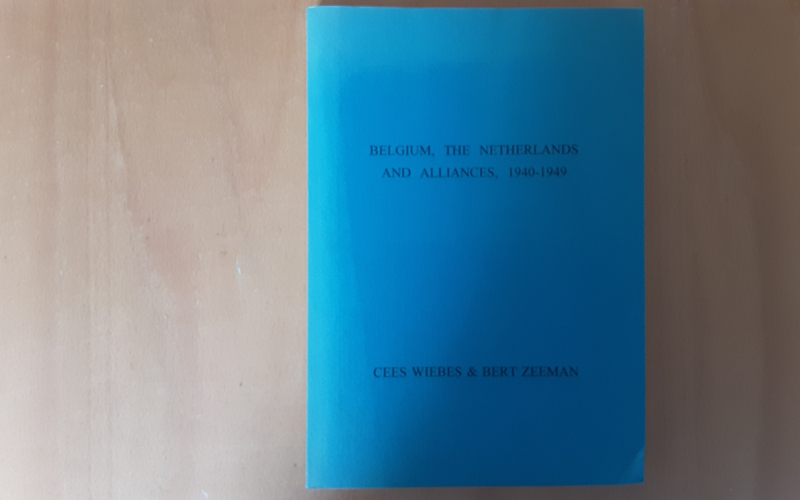 BELGIUM, THE NETHERLANDS
AND ALLIANCES, 1940-1949
CEES WIEBES & BERT ZEEMAN